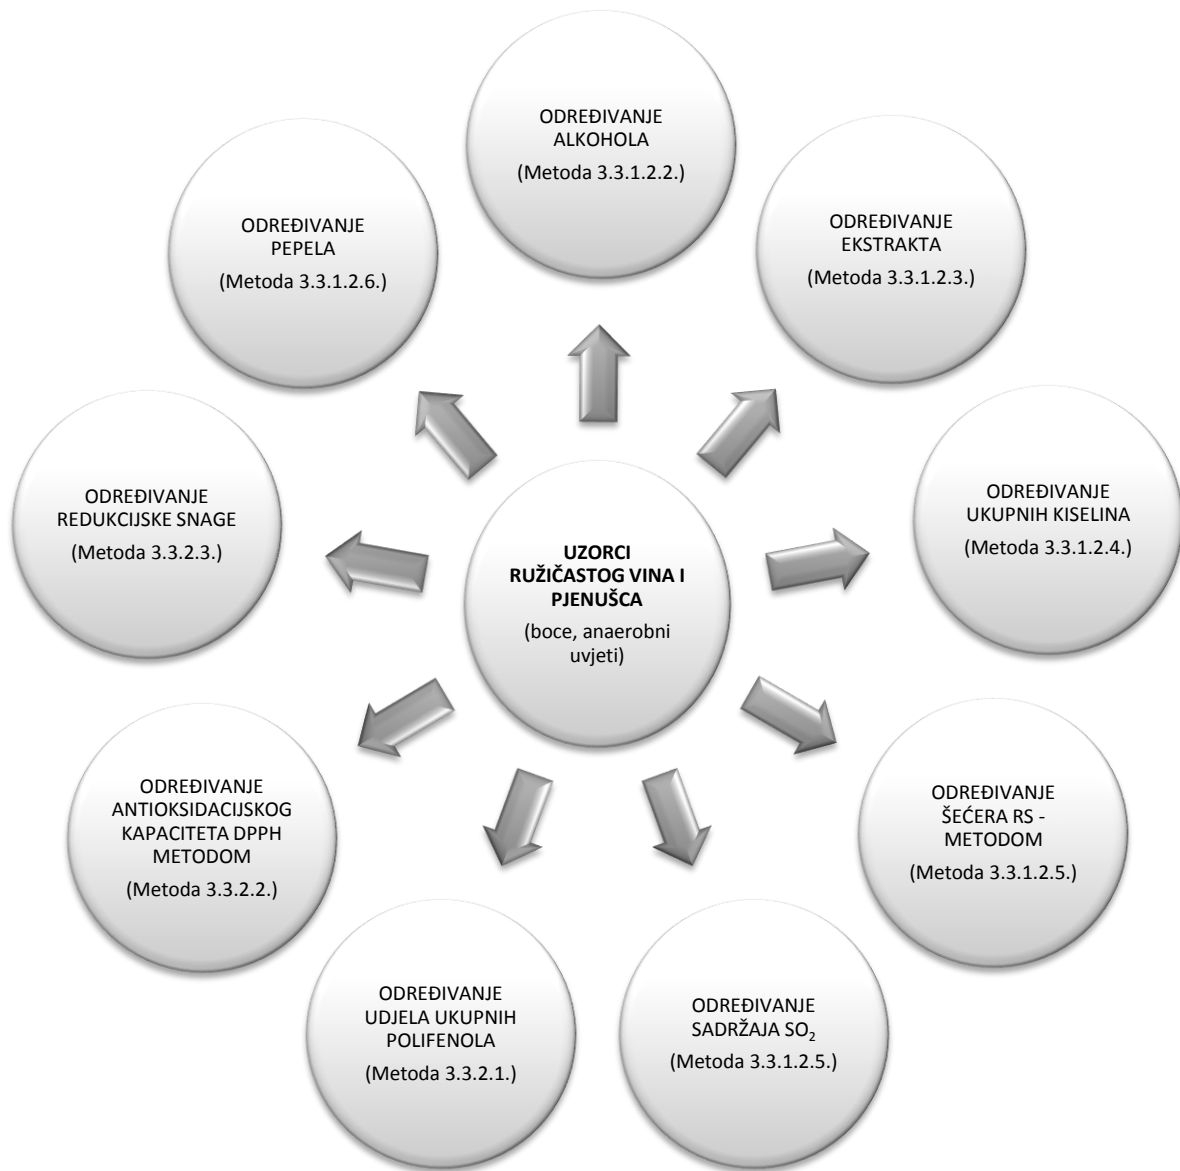 ODREĐIVANJE
ALKOHOLA
(Metoda 3.3.1.2.2.)
ODREĐIVANJE
EKSTRAKTA
(Metoda 3.3.1.2.3.)
ODREĐIVANJE
UKUPNIH KISELINA
(Metoda 3.3.1.2.4.)
ODREĐIVANJE
ŠEĆERA RS -
METODOM
(Metoda 3.3.1.2.5.)
ODREĐIVANJE
SADRŽAJA SO₂
(Metoda 3.3.1.2.5.)
ODREĐIVANJE
UDJELA UKUPNIH
POLIFENOLA
(Metoda 3.3.2.1.)
ODREĐIVANJE
ANTIOKSIDACIJSKOG
KAPACITETA DPPH
METODOM
(Metoda 3.3.2.2.)
ODREĐIVANJE
REDUKCIJSKE SNAGE
(Metoda 3.3.2.3.)
ODREĐIVANJE
PEPELA
(Metoda 3.3.1.2.6.)
UZORCI
RUŽIČASTOG VINA I
PJENUŠCA
(boce, anaerobni
uvjeti)